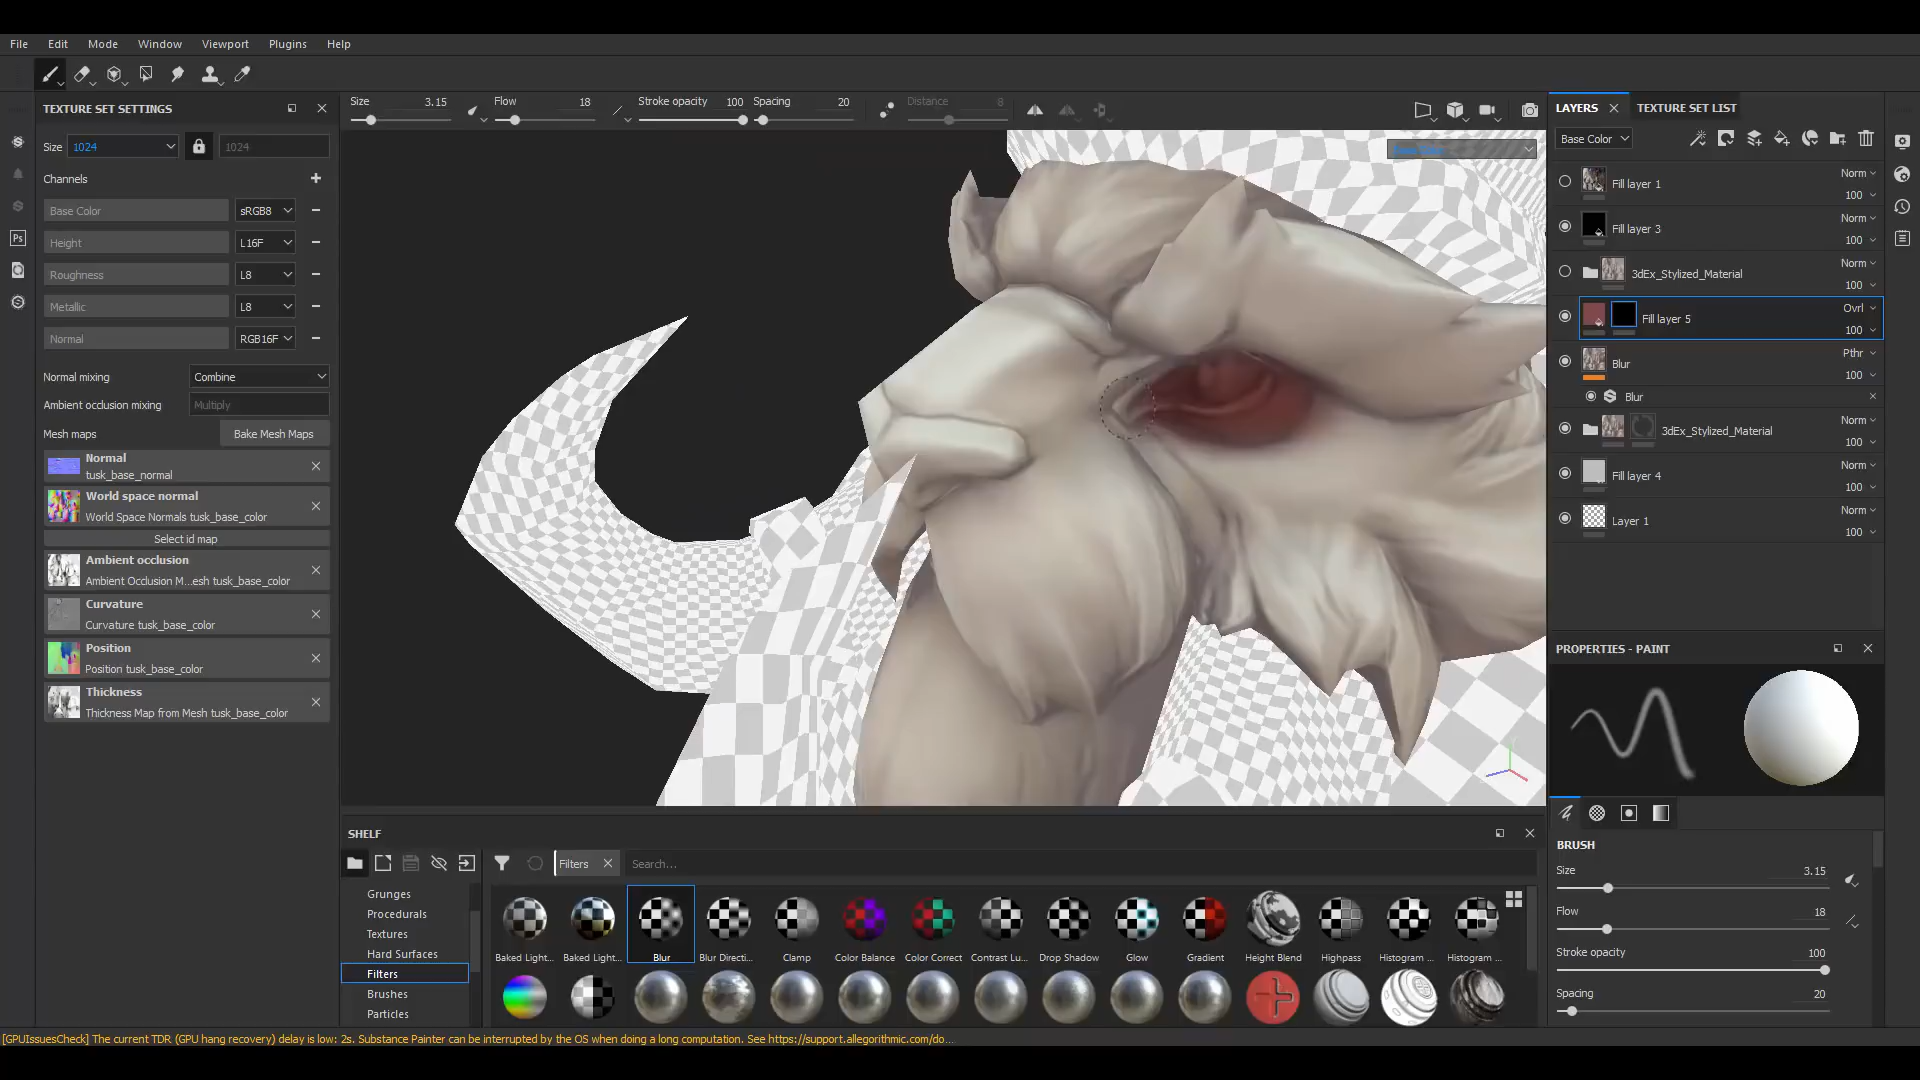 File Edit Mode Window Viewport Plugins Help
TEXTURE SET SETTINGS
Size 1024 1024
Channels
Base Color sRGB8
Height L16F
Roughness L8
Metallic L8
Normal RGB16F
Normal mixing Combine
Ambient occlusion mixing Multiply
Mesh maps Bake Mesh Maps
Normal
tusk_base_normal
World space normal
World Space Normals tusk_base_color
Select id map
Ambient occlusion
Ambient Occlusion M...esh tusk_base_color
Curvature
Curvature tusk_base_color
Position
Position tusk_base_color
Thickness
Thickness Map from Mesh tusk_base_color
Size 3.15 Flow 18 Stroke opacity 100 Spacing 20 Distance 8
LAYERS TEXTURE SET LIST
Base Color
Fill layer 1 Norm 100
Fill layer 3 Norm 100
3dEx_Stylized_Material Norm 100
Fill layer 5 Ovrl 100
Blur Pthr 100
Blur
3dEx_Stylized_Material Norm 100
Fill layer 4 Norm 100
Layer 1 Norm 100
PROPERTIES - PAINT
BRUSH
Size 3.15
Flow 18
Stroke opacity 100
Spacing 20
SHELF
Filters Search...
Grunges
Procedurals
Textures
Hard Surfaces
Filters
Brushes
Particles
Baked Light... Baked Light... Blur Blur Directi... Clamp Color Balance Color Correct Contrast Lu... Drop Shadow Glow Gradient Height Blend Highpass Histogram ... Histogram ...
[GPUIssuesCheck] The current TDR (GPU hang recovery) delay is low: 2s. Substance Painter can be interrupted by the OS when doing a long computation. See https://support.allegorithmic.com/do...
Ps